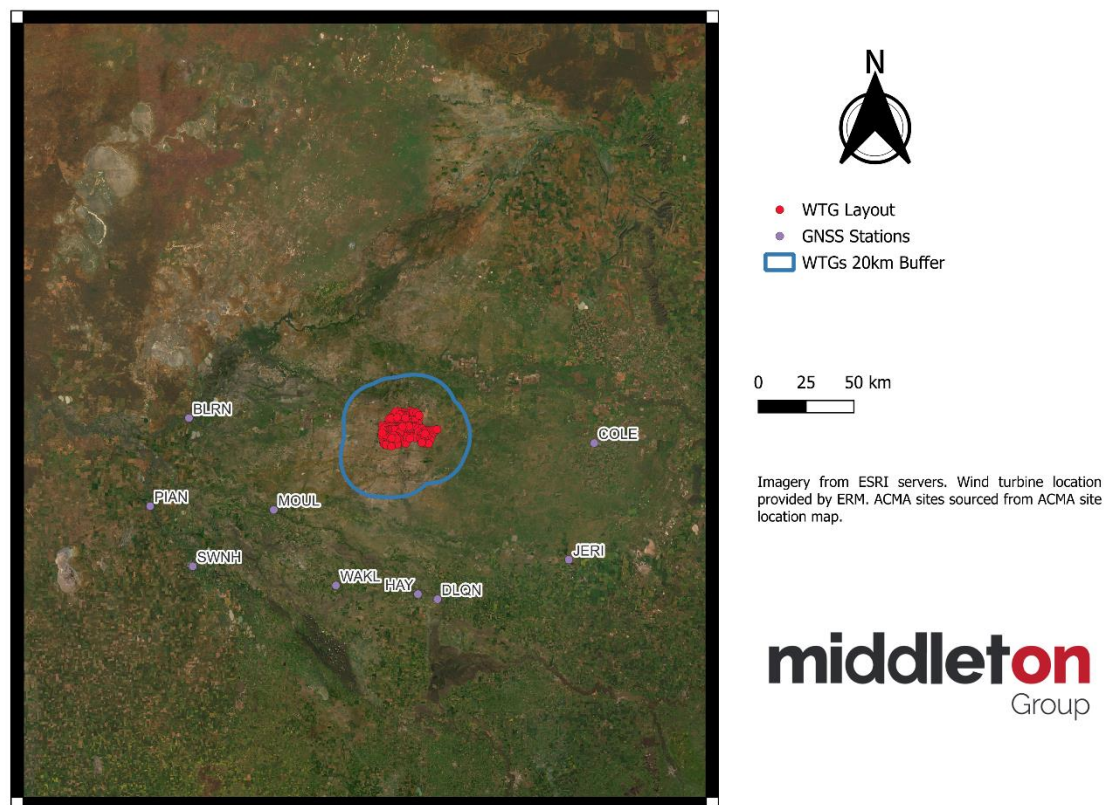 N
WTG Layout
GNSS Stations
WTGs 20km Buffer
0 25 50 km
BLRN
COLE
PIAN
MOUL
SWNH
JERI
WAKL
HAY
DLQN
Imagery from ESRI servers. Wind turbine location
provided by ERM. ACMA sites sourced from ACMA site
location map.
middleton
Group